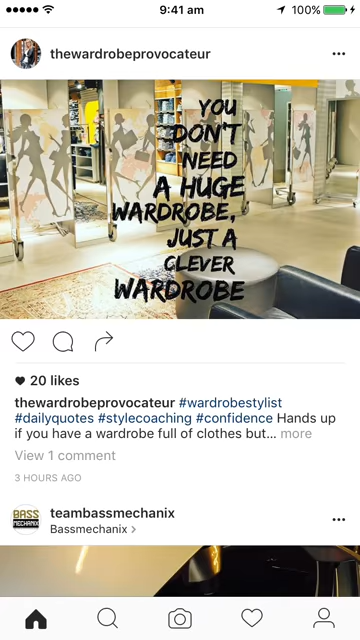 9:41 am
100%
thewardrobeprovocateur
YOU
DON'T
NEED
A HUGE
WARDROBE,
JUST A
CLEVER
WARDROBE
20 likes
thewardrobeprovocateur #wardrobestylist
#dailyquotes #stylecoaching #confidence Hands up
if you have a wardrobe full of clothes but... more
View 1 comment
3 HOURS AGO
BASS
MECHANIX
teambassmechanix
Bassmechanix >